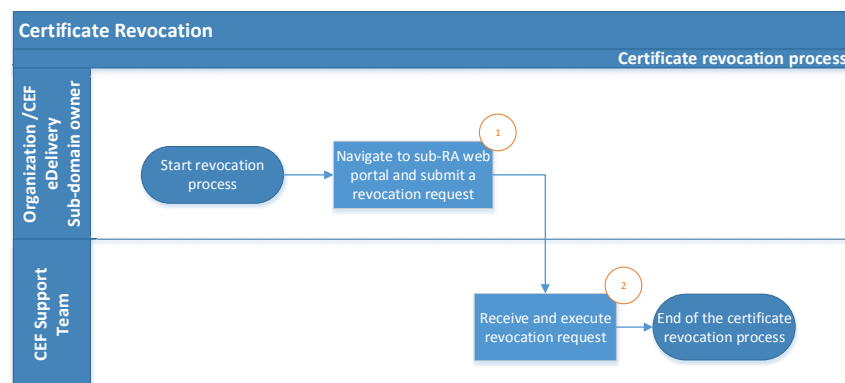 Certificate Revocation
Certificate revocation process
Organization /CEF
eDelivery
Sub-domain owner
Start revocation
process
1
Navigate to sub-RA web
portal and submit a
revocation request
CEF Support
Team
2
Receive and execute
revocation request
End of the certificate
revocation process